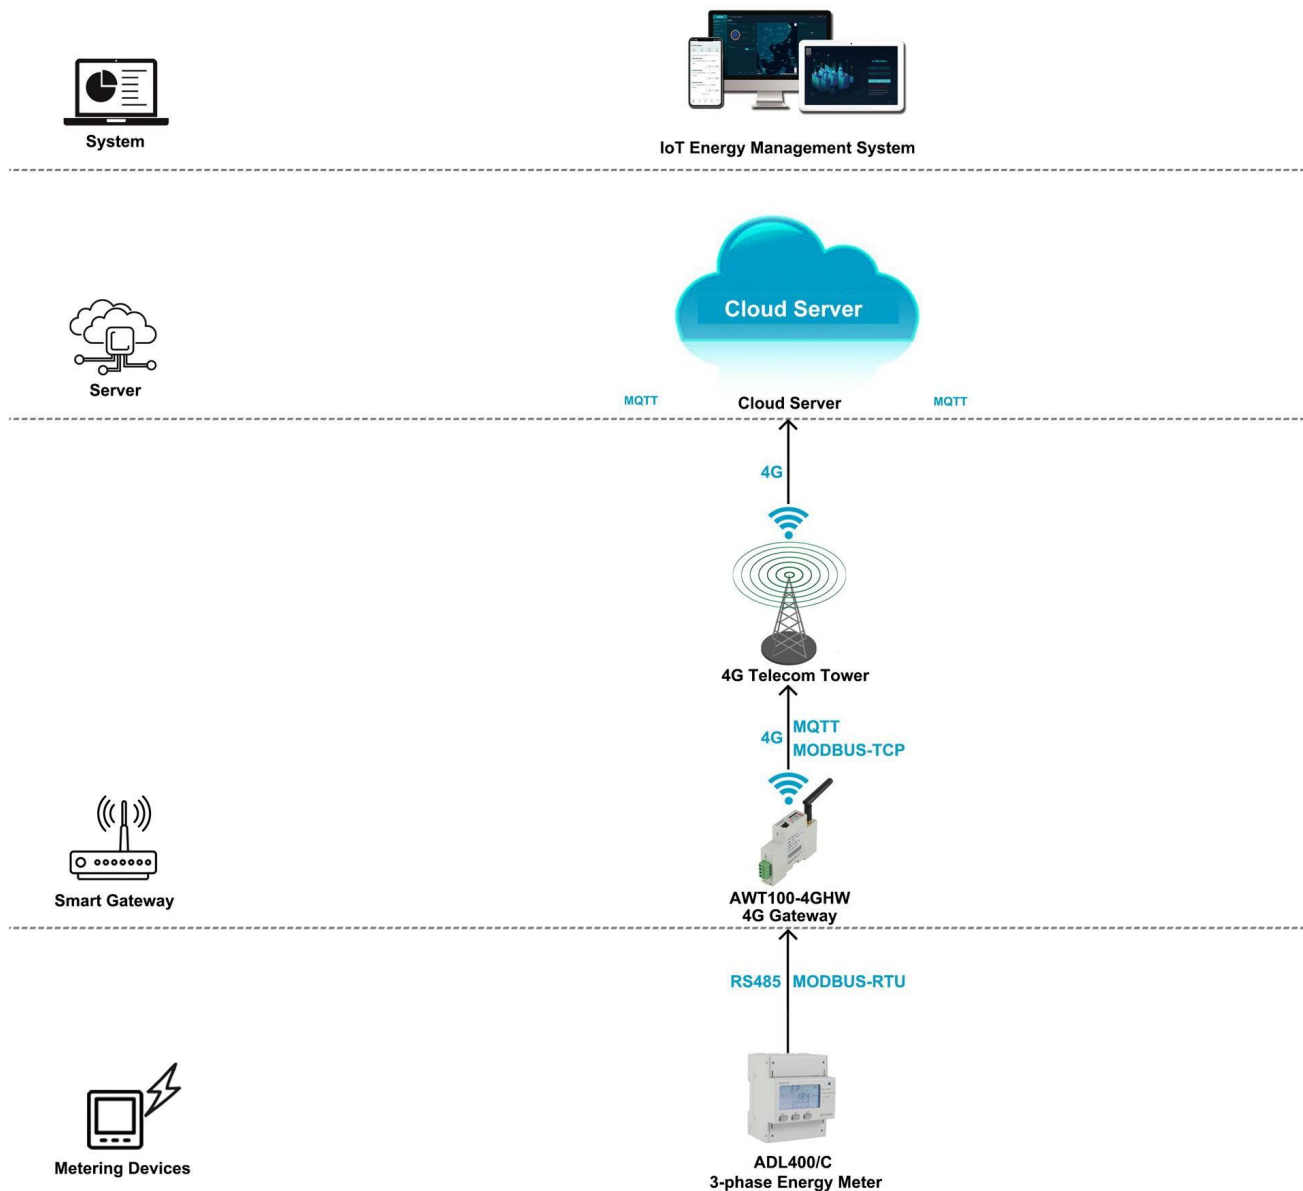 System
IoT Energy Management System
Cloud Server
Server
MQTT
Cloud Server
MQTT
4G
4G Telecom Tower
4G
MQTT
MODBUS-TCP
Smart Gateway
AWT100-4GHW
4G Gateway
RS485
MODBUS-RTU
Metering Devices
ADL400/C
3-phase Energy Meter